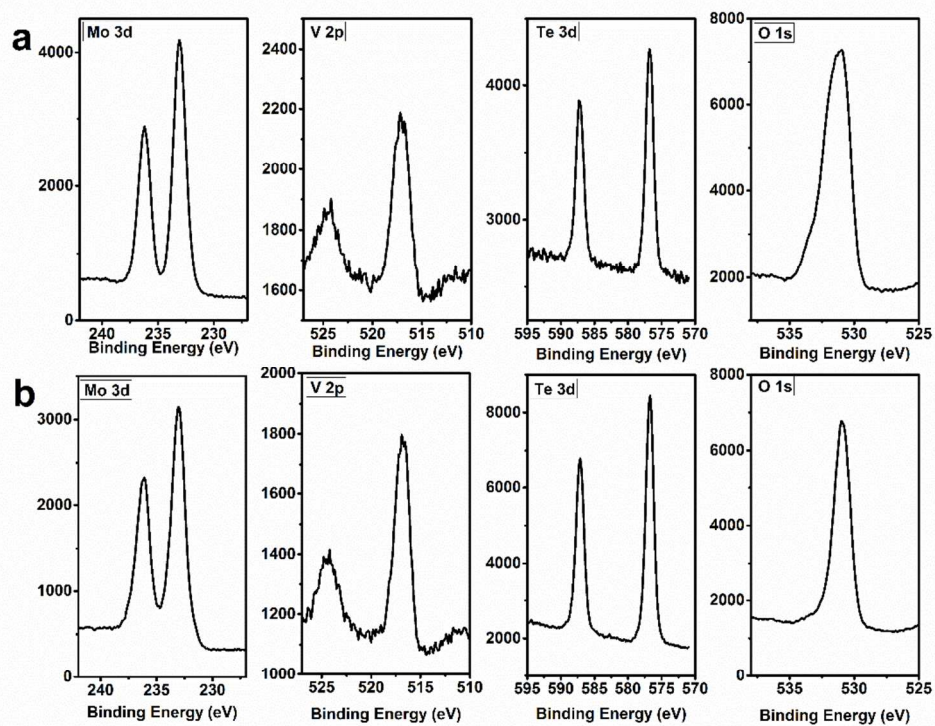 a
Mo 3d
4000
2000
0
240 235 230
Binding Energy (eV)
V 2p
2400
2200
2000
1800
1600
525 520 515 510
Binding Energy (eV)
Te 3d
4000
3000
595 590 585 580 575 570
Binding Energy (eV)
O 1s
8000
6000
4000
2000
535 530 525
Binding Energy (eV)
b
Mo 3d
3000
2000
1000
0
240 235 230
Binding Energy (eV)
V 2p
2000
1800
1600
1400
1200
1000
525 520 515 510
Binding Energy (eV)
Te 3d
8000
6000
4000
2000
595 590 585 580 575 570
Binding Energy (eV)
O 1s
8000
6000
4000
2000
0
535 530 525
Binding Energy (eV)